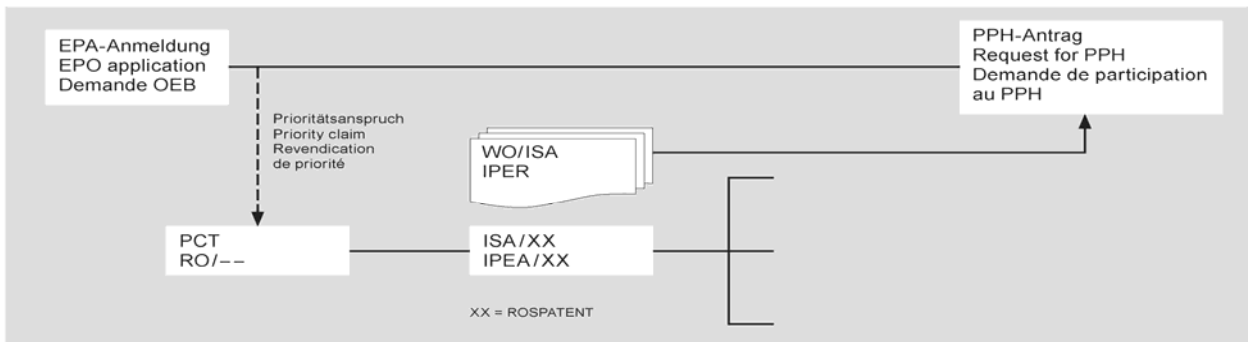 EPA-Anmeldung
EPO application
Demande OEB
PPH-Antrag
Request for PPH
Demande de participation
au PPH
Prioritätsanspruch
Priority claim
Revendication
de priorité
WO/ISA
IPER
PCT
RO/––
ISA/XX
IPEA/XX
XX = ROSPATENT